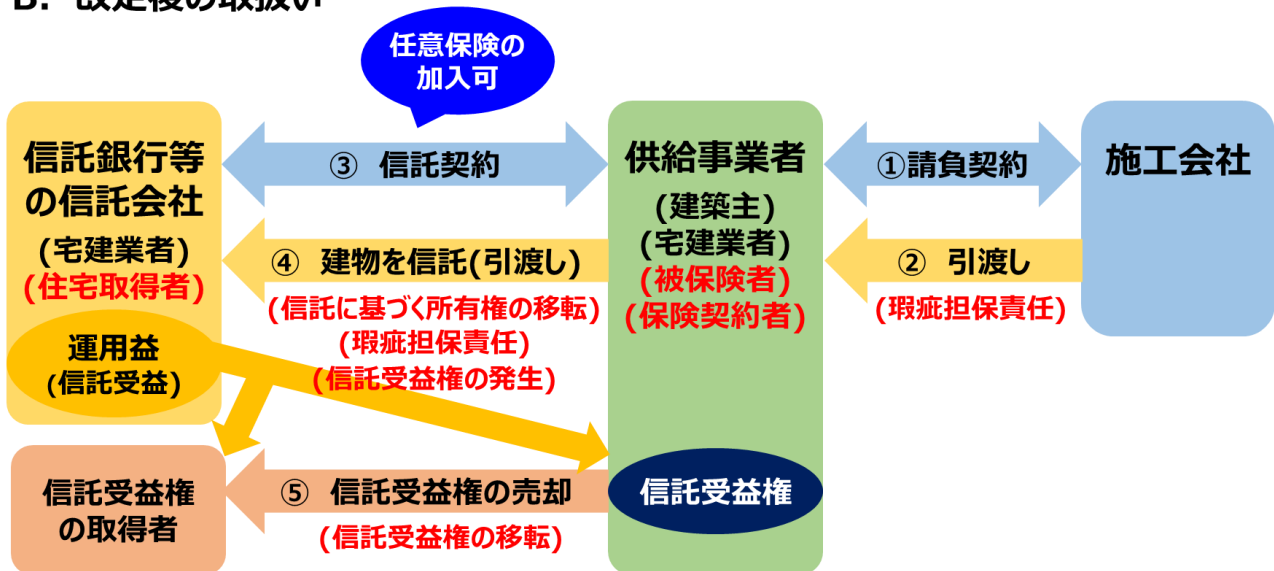 B. 改定後の取扱い
任意保険の
加入可
信託銀行等
の信託会社
(宅建業者)
(住宅取得者)
運用益
(信託受益)
③ 信託契約
供給事業者
(建築主)
(宅建業者)
(被保険者)
(保険契約者)
①請負契約
施工会社
④ 建物を信託(引渡し)
(信託に基づく所有権の移転)
(瑕疵担保責任)
(信託受益権の発生)
② 引渡し
(瑕疵担保責任)
信託受益権
の取得者
⑤ 信託受益権の売却
(信託受益権の移転)
信託受益権